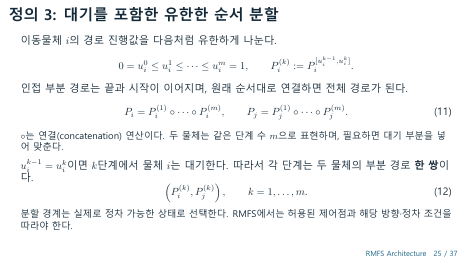 정의 3: 대기를 포함한 유한한 순서 분할
이동물체 i의 경로 진행값을 다음처럼 유한하게 나눈다.
0 = u_i^0 ≤ u_i^1 ≤ ⋯ ≤ u_i^m = 1, P_i^{(k)} := P_i^{[u_i^{k−1}, u_i^k]}.
인접 부분 경로는 끝과 시작이 이어지며, 원래 순서대로 연결하면 전체 경로가 된다.
P_i = P_i^{(1)} ∘ ⋯ ∘ P_i^{(m)}, P_j = P_j^{(1)} ∘ ⋯ ∘ P_j^{(m)}. (11)
∘는 연결(concatenation) 연산이다. 두 물체는 같은 단계 수 m으로 표현하며, 필요하면 대기 부분을 넣
어 맞춘다.
u_i^{k−1} = u_i^k이면 k단계에서 물체 i는 대기한다. 따라서 각 단계는 두 물체의 부분 경로 한 쌍이
다.
(P_i^{(k)}, P_j^{(k)}), k = 1, …, m. (12)
분할 경계는 실제로 정차 가능한 상태로 선택한다. RMFS에서는 허용된 제어점과 해당 방향·정차 조건을
따라야 한다.
RMFS Architecture 25 / 37